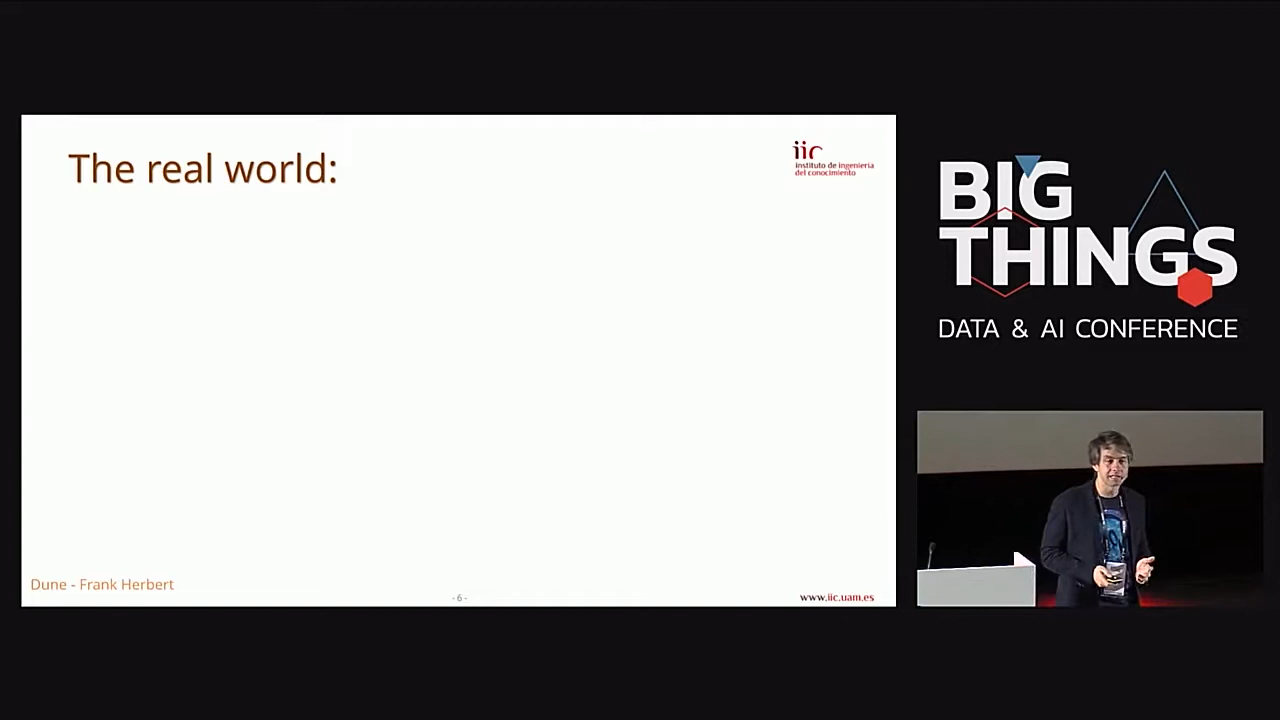 The real world:
iic
instituto de ingeniería
del conocimiento
Dune - Frank Herbert
- 6 -
www.iic.uam.es
BIG
THINGS
DATA & AI CONFERENCE